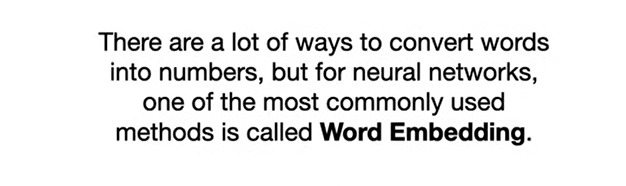 There are a lot of ways to convert words
into numbers, but for neural networks,
one of the most commonly used
methods is called Word Embedding.